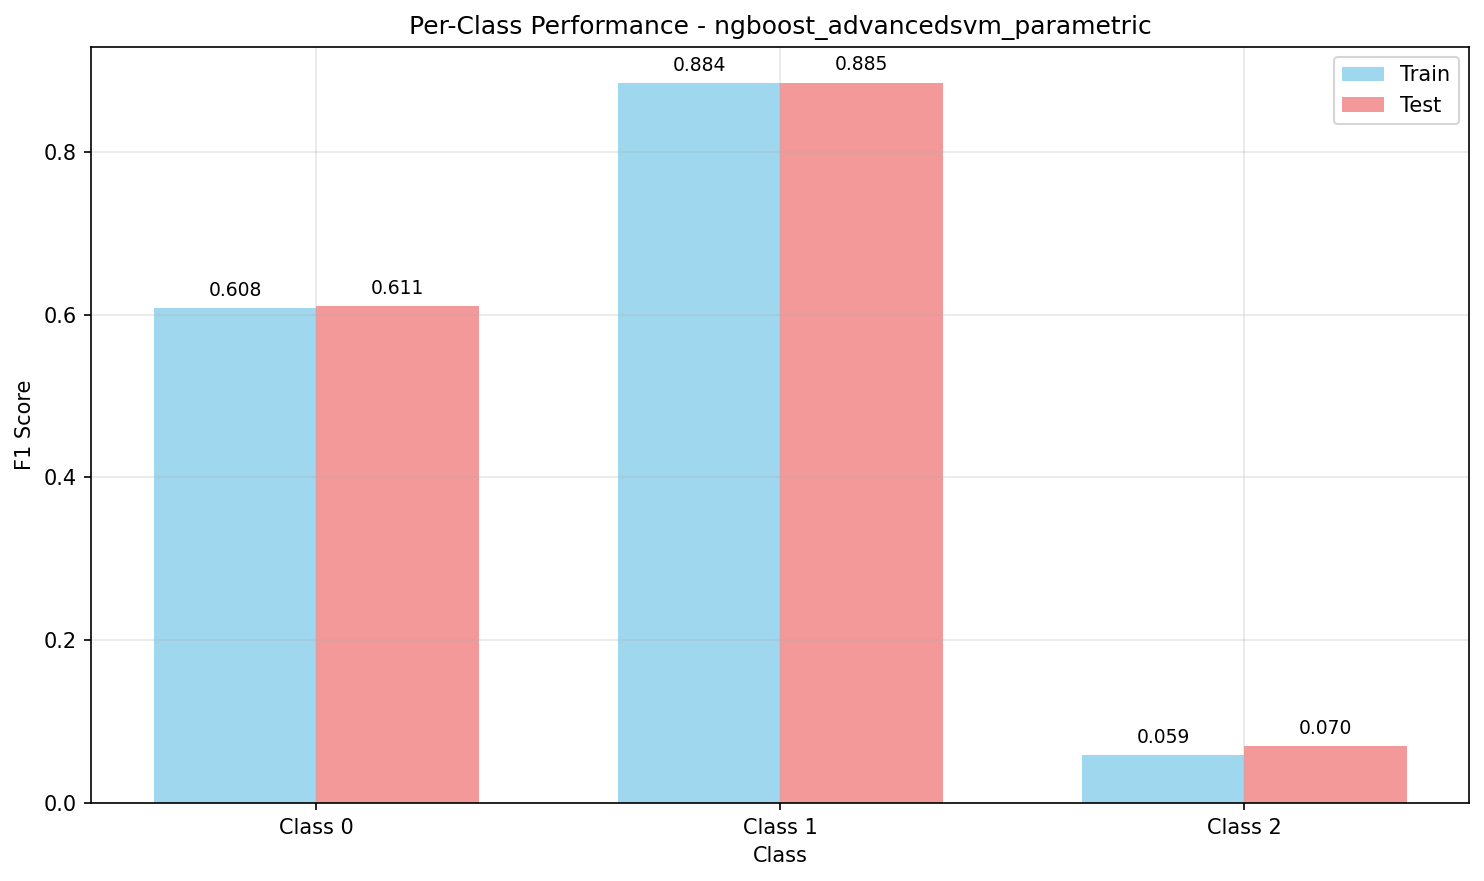 Per-Class Performance - ngboost_advancedsvm_parametric
Train
Test
0.884
0.885
0.608
0.611
0.059
0.070
F1 Score
0.8
0.6
0.4
0.2
0.0
Class 0
Class 1
Class 2
Class